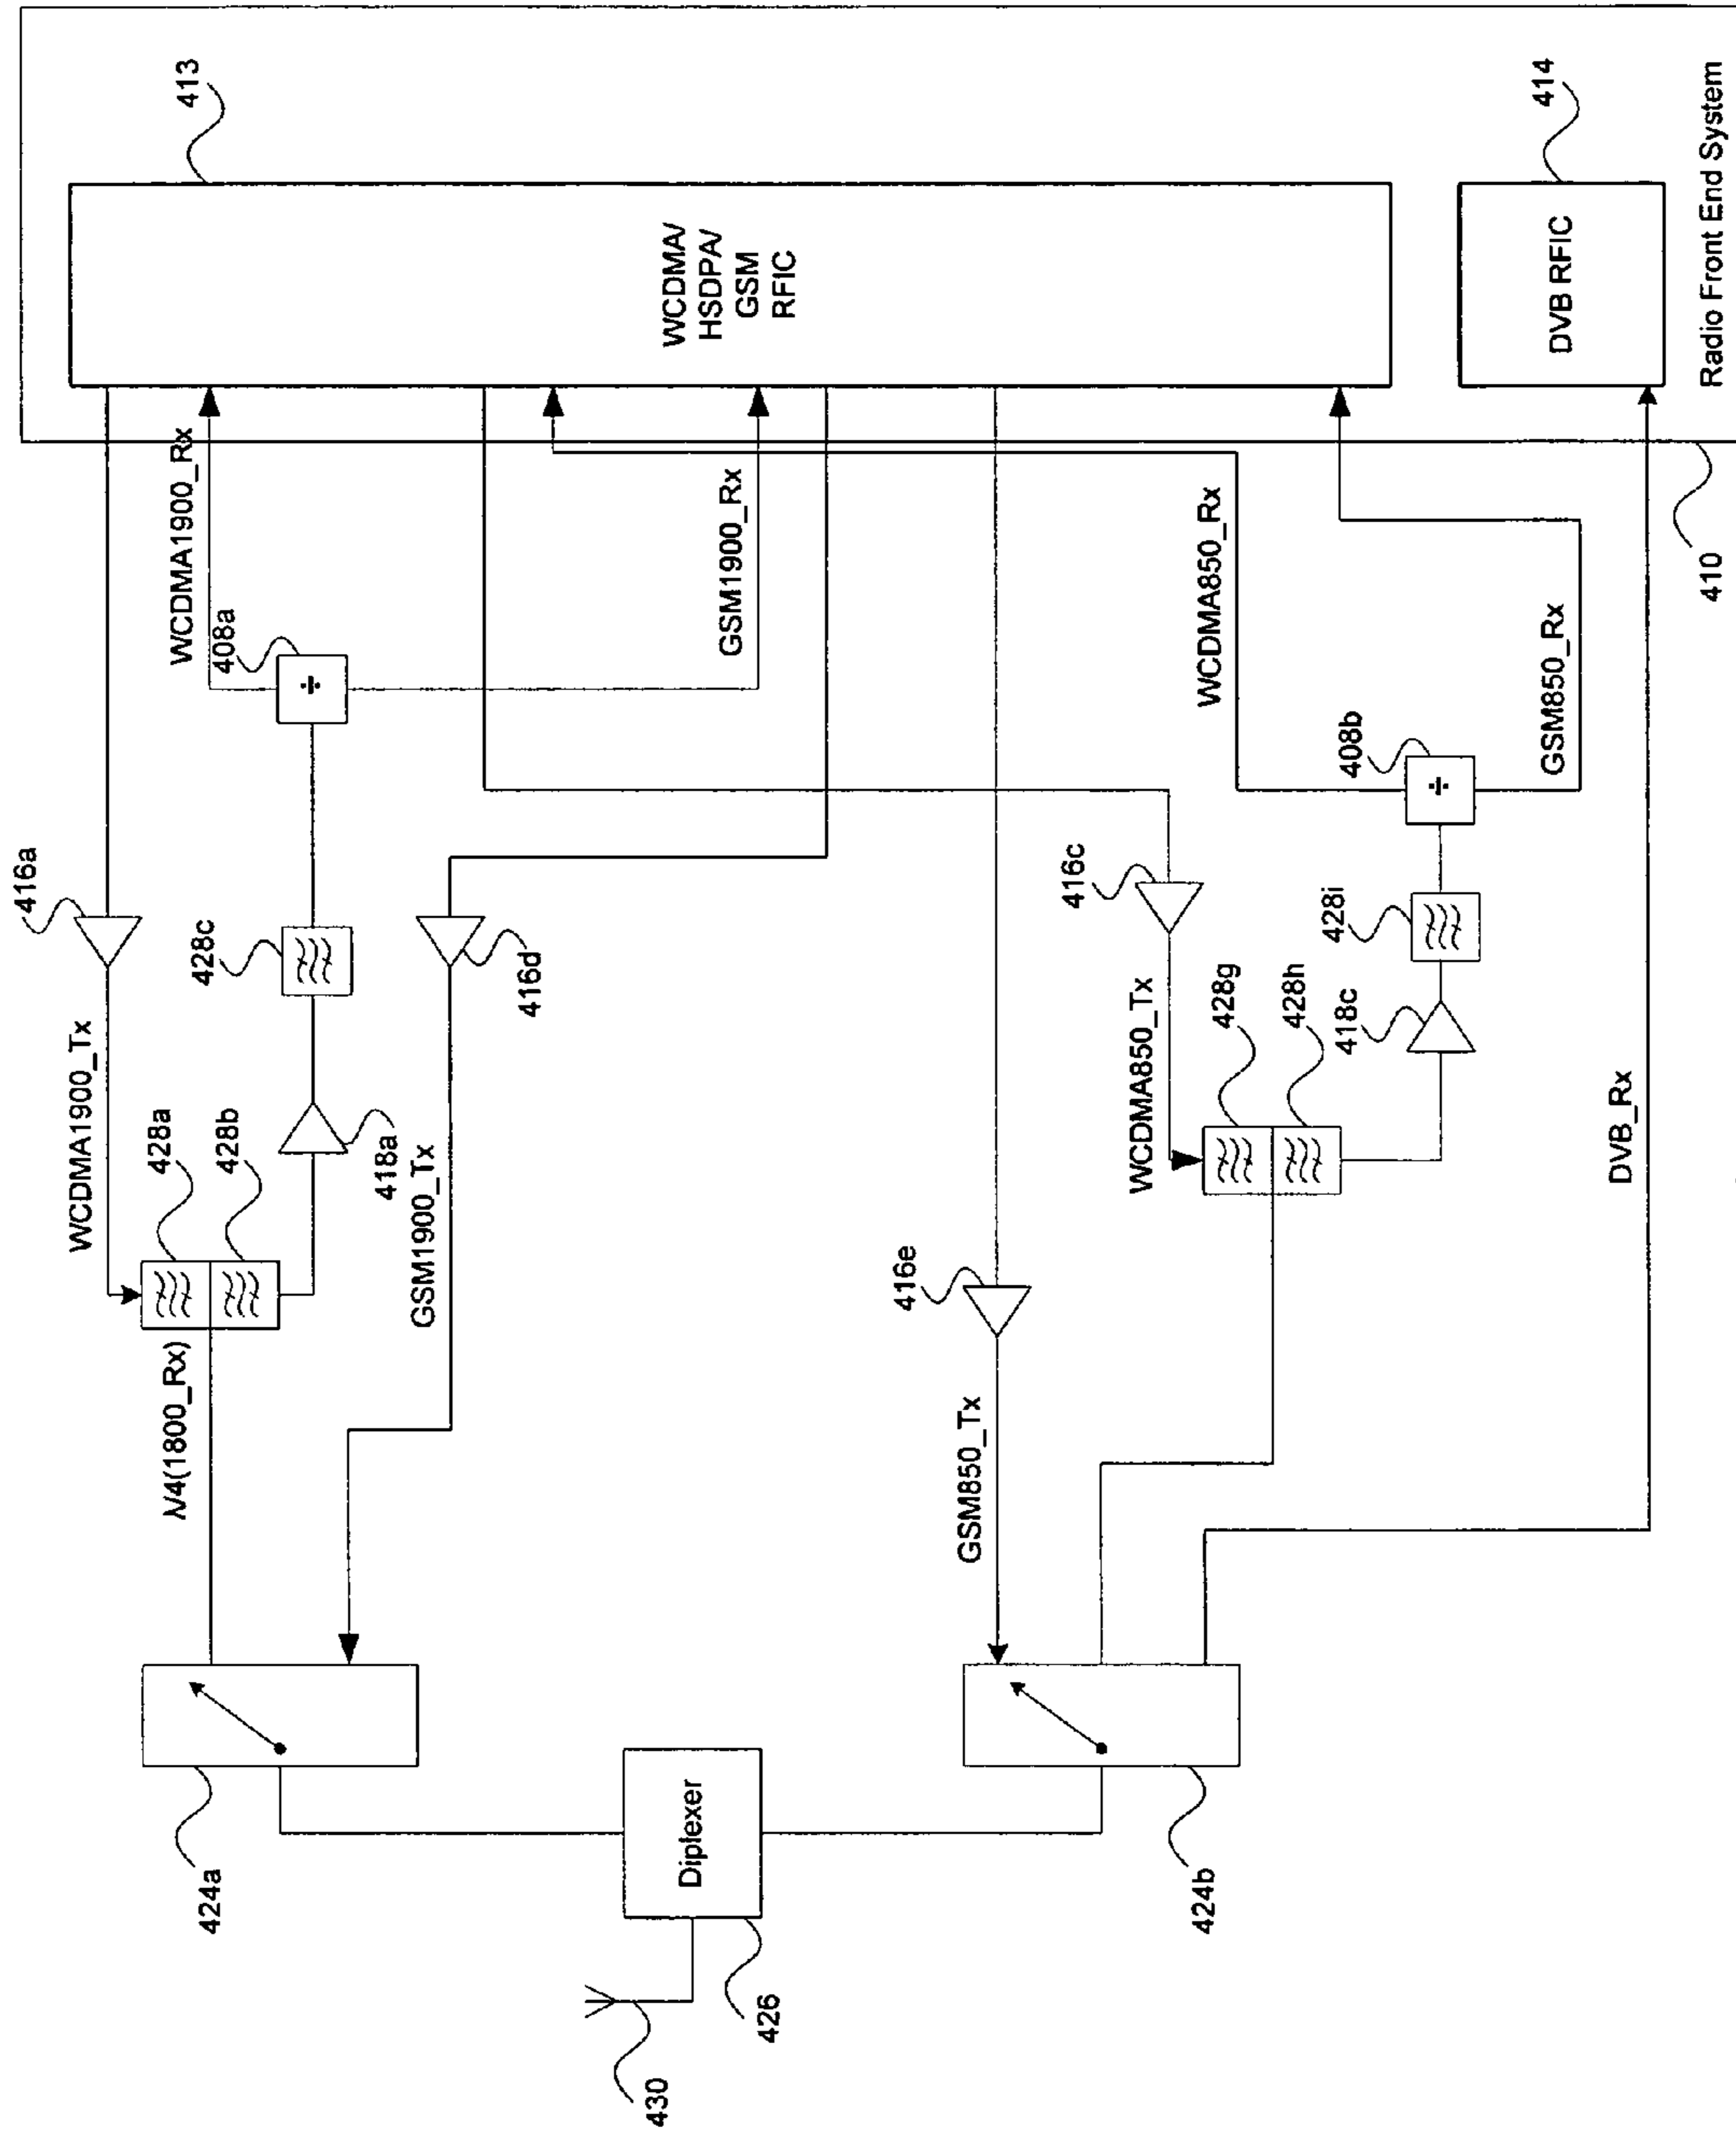 413
WCDMA/
HSDPA/
GSM
RFIC
414
DVB RFIC
Radio Front End System
410
416a
WCDMA1900_Tx
WCDMA1900_Rx
408a
÷
428c
428a
428b
418a
λ/4(1800_Rx)
GSM1900_Rx
416d
GSM1900_Tx
424a
Diplexer
426
430
416c
WCDMA850_Tx
WCDMA850_Rx
408b
÷
428i
428g
428h
418c
GSM850_Rx
416e
GSM850_Tx
DVB_Rx
424b